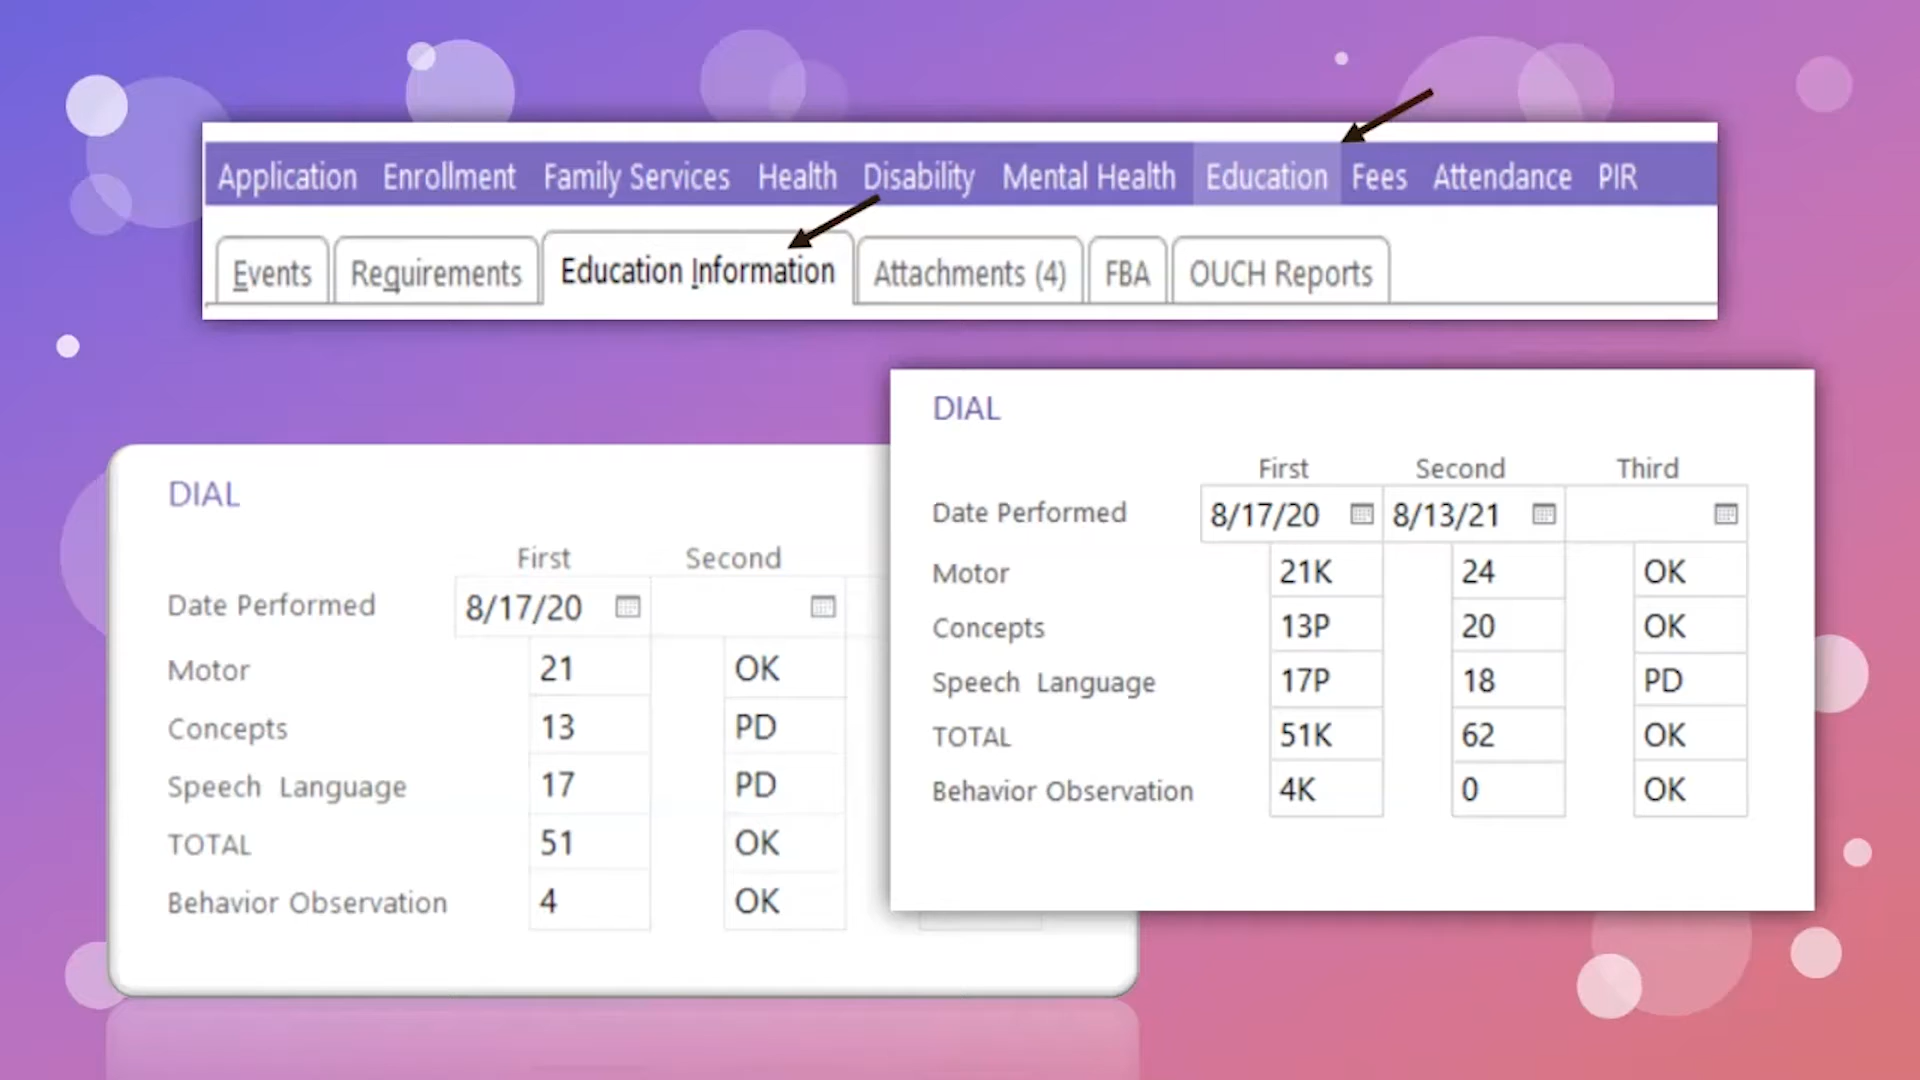 Application Enrollment Family Services Health Disability Mental Health Education Fees Attendance PIR
Events Requirements Education Information Attachments (4) FBA OUCH Reports
DIAL
First Second
Date Performed 8/17/20
Motor 21 OK
Concepts 13 PD
Speech Language 17 PD
TOTAL 51 OK
Behavior Observation 4 OK
DIAL
First Second Third
Date Performed 8/17/20 8/13/21
Motor 21K 24 OK
Concepts 13P 20 OK
Speech Language 17P 18 PD
TOTAL 51K 62 OK
Behavior Observation 4K 0 OK